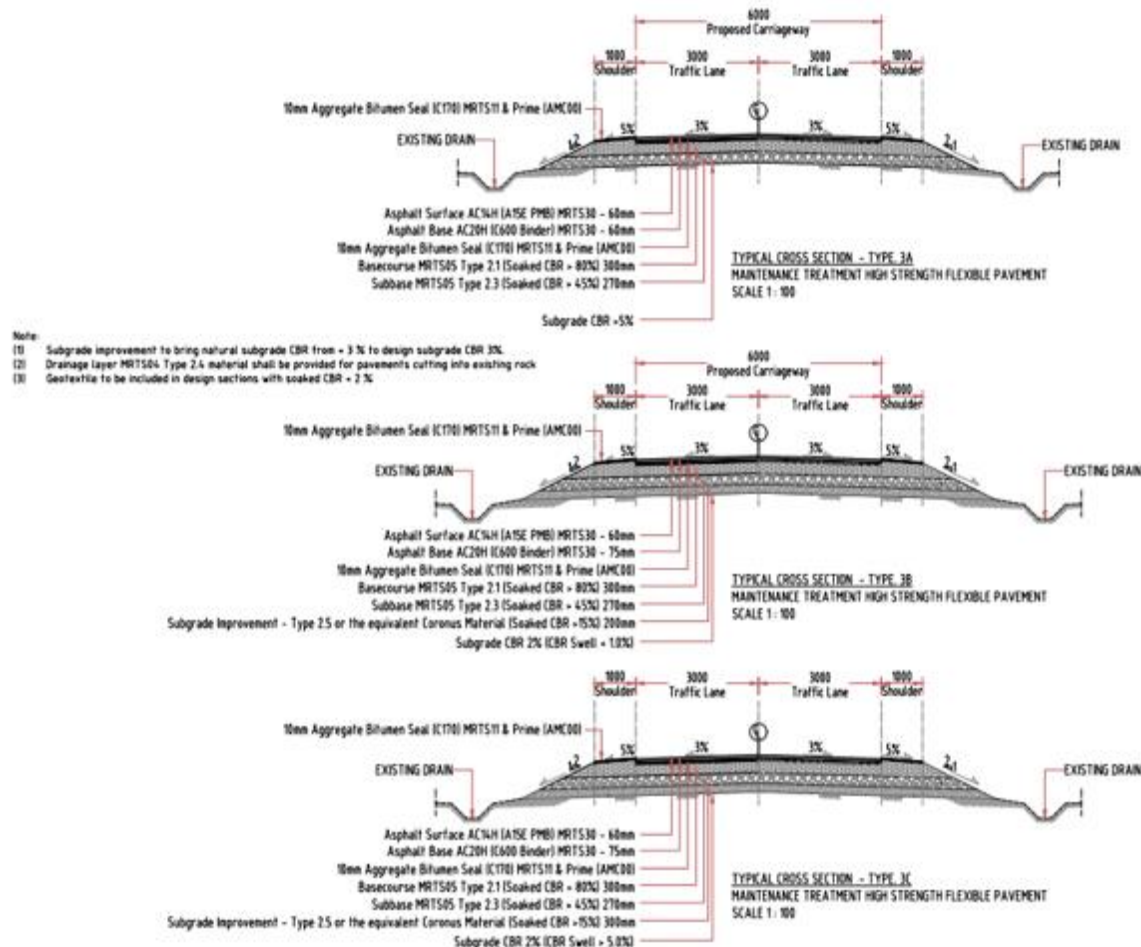 6000
Proposed Carriageway
1000 3000 3000 1000
Shoulder Traffic Lane Traffic Lane Shoulder
10mm Aggregate Bitumen Seal (C170) MRTS11 & Prime (AMC00)
5% 3% 3% 5%
EXISTING DRAIN
EXISTING DRAIN
Asphalt Surface AC14H (A15E PMB) MRTS30 - 60mm
Asphalt Base AC20H (C600 Binder) MRTS30 - 60mm
10mm Aggregate Bitumen Seal (C170) MRTS11 & Prime (AMC00)
Basecourse MRTS05 Type 2.1 (Soaked CBR > 80%) 300mm
Subbase MRTS05 Type 2.3 (Soaked CBR > 45%) 270mm
Subgrade CBR >5%
TYPICAL CROSS SECTION - TYPE. 3A
MAINTENANCE TREATMENT HIGH STRENGTH FLEXIBLE PAVEMENT
SCALE 1 : 100
Note:
(1) Subgrade improvement to bring natural subgrade CBR from 3 % to design subgrade CBR 3%.
(2) Drainage layer MRTS04 Type 2.4 material shall be provided for pavements cutting into existing rock
(3) Geotextile to be included in design sections with soaked CBR 2 %
6000
Proposed Carriageway
1000 3000 3000 1000
Shoulder Traffic Lane Traffic Lane Shoulder
10mm Aggregate Bitumen Seal (C170) MRTS11 & Prime (AMC00)
5% 3% 3% 5%
EXISTING DRAIN
EXISTING DRAIN
Asphalt Surface AC14H (A15E PMB) MRTS30 - 60mm
Asphalt Base AC20H (C600 Binder) MRTS30 - 75mm
10mm Aggregate Bitumen Seal (C170) MRTS11 & Prime (AMC00)
Basecourse MRTS05 Type 2.1 (Soaked CBR > 80%) 300mm
Subbase MRTS05 Type 2.3 (Soaked CBR > 45%) 270mm
Subgrade Improvement - Type 2.5 or the equivalent Coronus Material (Soaked CBR >15%) 200mm
Subgrade CBR 2% (CBR Swell < 1.0%)
TYPICAL CROSS SECTION - TYPE. 3B
MAINTENANCE TREATMENT HIGH STRENGTH FLEXIBLE PAVEMENT
SCALE 1 : 100
1000 3000 3000 1000
Shoulder Traffic Lane Traffic Lane Shoulder
10mm Aggregate Bitumen Seal (C170) MRTS11 & Prime (AMC00)
5% 3% 3% 5%
EXISTING DRAIN
EXISTING DRAIN
Asphalt Surface AC14H (A15E PMB) MRTS30 - 60mm
Asphalt Base AC20H (C600 Binder) MRTS30 - 75mm
10mm Aggregate Bitumen Seal (C170) MRTS11 & Prime (AMC00)
Basecourse MRTS05 Type 2.1 (Soaked CBR > 80%) 300mm
Subbase MRTS05 Type 2.3 (Soaked CBR > 45%) 270mm
Subgrade Improvement - Type 2.5 or the equivalent Coronus Material (Soaked CBR >15%) 300mm
Subgrade CBR 2% (CBR Swell > 5.0%)
TYPICAL CROSS SECTION - TYPE. 3C
MAINTENANCE TREATMENT HIGH STRENGTH FLEXIBLE PAVEMENT
SCALE 1 : 100